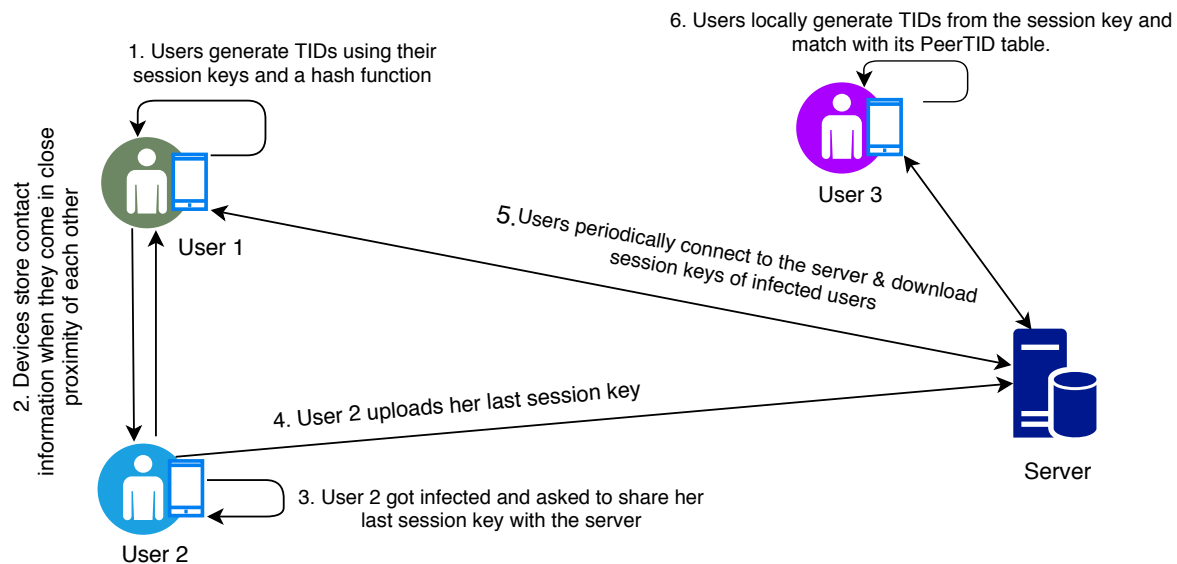 1. Users generate TIDs using their
session keys and a hash function
6. Users locally generate TIDs from the session key and
match with its PeerTID table.
2. Devices store contact
information when they come in close
proximity of each other
User 1
User 3
5.Users periodically connect to the server & download
session keys of infected users
4. User 2 uploads her last session key
Server
3. User 2 got infected and asked to share her
last session key with the server
User 2